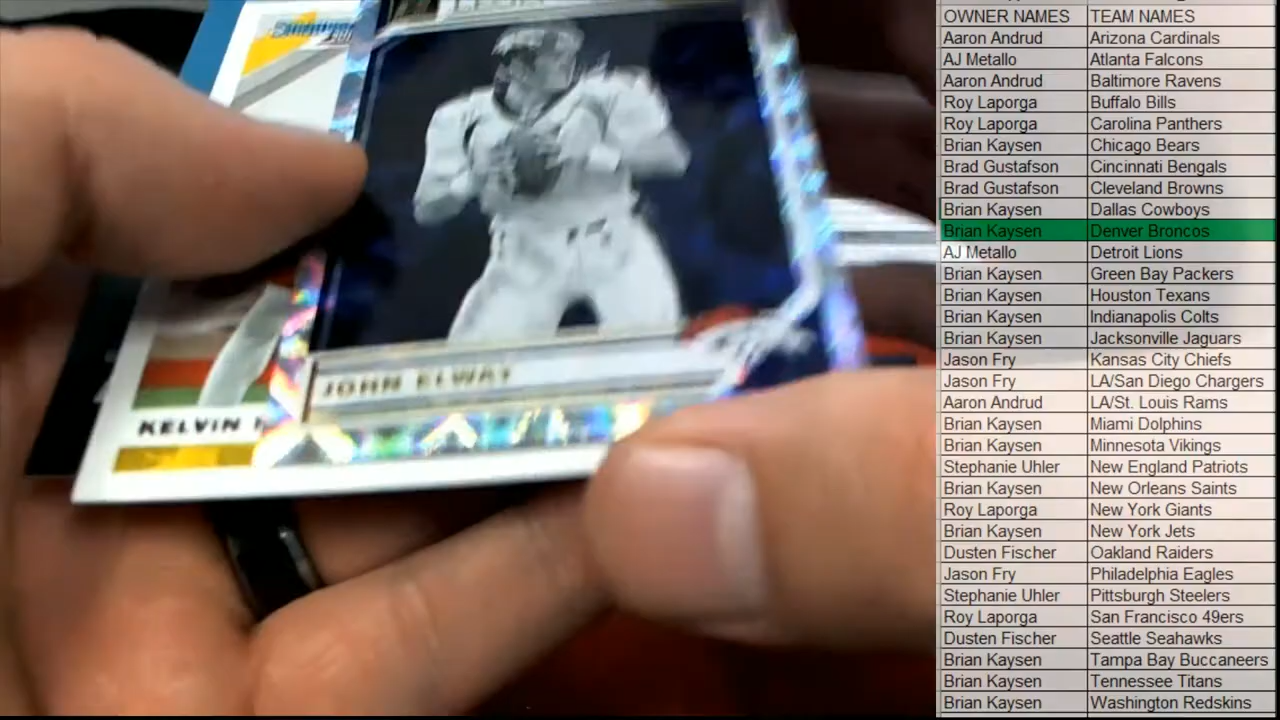 JOHN ELWAY
KELVIN
OWNER NAMES TEAM NAMES
Aaron Andrud Arizona Cardinals
AJ Metallo Atlanta Falcons
Aaron Andrud Baltimore Ravens
Roy Laporga Buffalo Bills
Roy Laporga Carolina Panthers
Brian Kaysen Chicago Bears
Brad Gustafson Cincinnati Bengals
Brad Gustafson Cleveland Browns
Brian Kaysen Dallas Cowboys
Brian Kaysen Denver Broncos
AJ Metallo Detroit Lions
Brian Kaysen Green Bay Packers
Brian Kaysen Houston Texans
Brian Kaysen Indianapolis Colts
Brian Kaysen Jacksonville Jaguars
Jason Fry Kansas City Chiefs
Jason Fry LA/San Diego Chargers
Aaron Andrud LA/St. Louis Rams
Brian Kaysen Miami Dolphins
Brian Kaysen Minnesota Vikings
Stephanie Uhler New England Patriots
Brian Kaysen New Orleans Saints
Roy Laporga New York Giants
Brian Kaysen New York Jets
Dusten Fischer Oakland Raiders
Jason Fry Philadelphia Eagles
Stephanie Uhler Pittsburgh Steelers
Roy Laporga San Francisco 49ers
Dusten Fischer Seattle Seahawks
Brian Kaysen Tampa Bay Buccaneers
Brian Kaysen Tennessee Titans
Brian Kaysen Washington Redskins